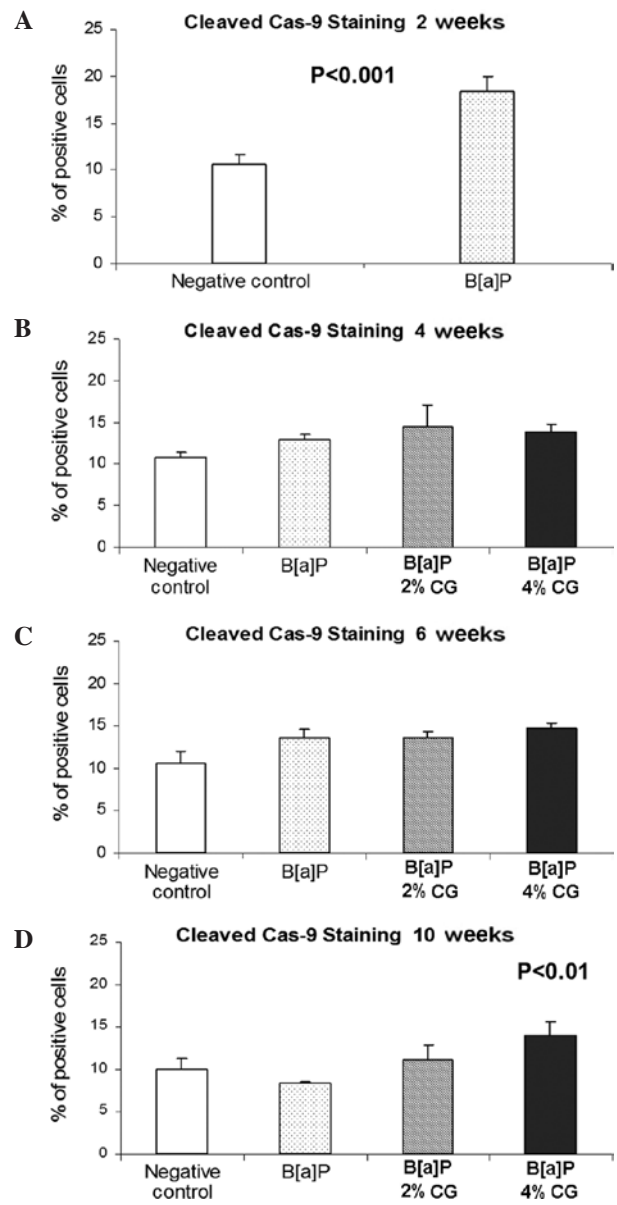 A
Cleaved Cas-9 Staining 2 weeks
P<0.001
% of positive cells
25
20
15
10
5
0
Negative control
B[a]P
B
Cleaved Cas-9 Staining 4 weeks
% of positive cells
25
20
15
10
5
0
Negative
control
B[a]P
B[a]P
2% CG
B[a]P
4% CG
C
Cleaved Cas-9 Staining 6 weeks
% of positive cells
25
20
15
10
5
0
Negative
control
B[a]P
B[a]P
2% CG
B[a]P
4% CG
D
Cleaved Cas-9 Staining 10 weeks
P<0.01
% of positive cells
25
20
15
10
5
0
Negative
control
B[a]P
B[a]P
2% CG
B[a]P
4% CG